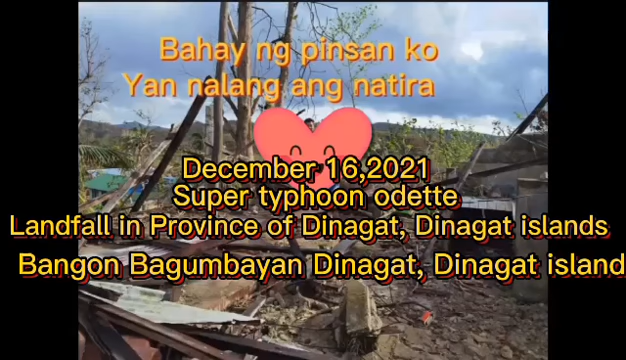 Bahay ng pinsan ko
Yan nalang ang natira
December 16,2021
Super typhoon odette
Landfall in Province of Dinagat, Dinagat islands
Bangon Bagumbayan Dinagat, Dinagat island